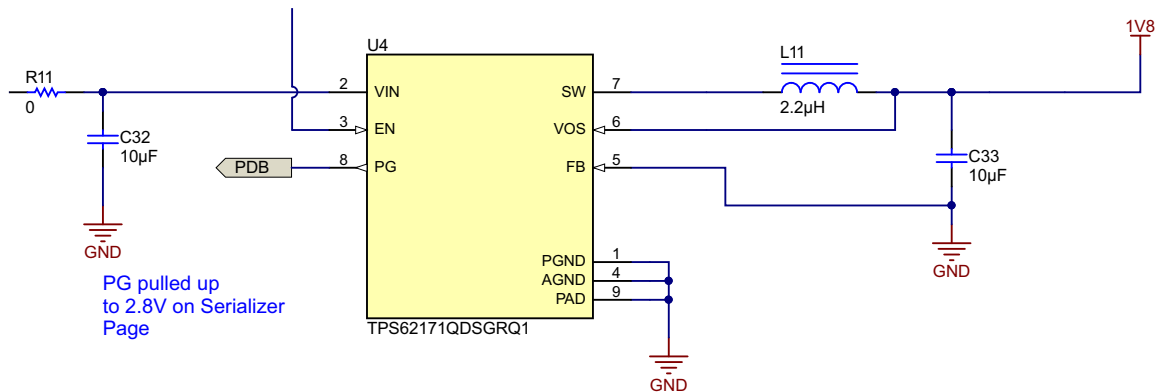 1V8
U4
L11
R11
0
2
VIN
SW
7
2.2µH
3
EN
VOS
6
C32
10µF
PDB
8
PG
FB
5
C33
10µF
GND
GND
PG pulled up
to 2.8V on Serializer
Page
PGND
1
AGND
4
PAD
9
TPS62171QDSGRQ1
GND